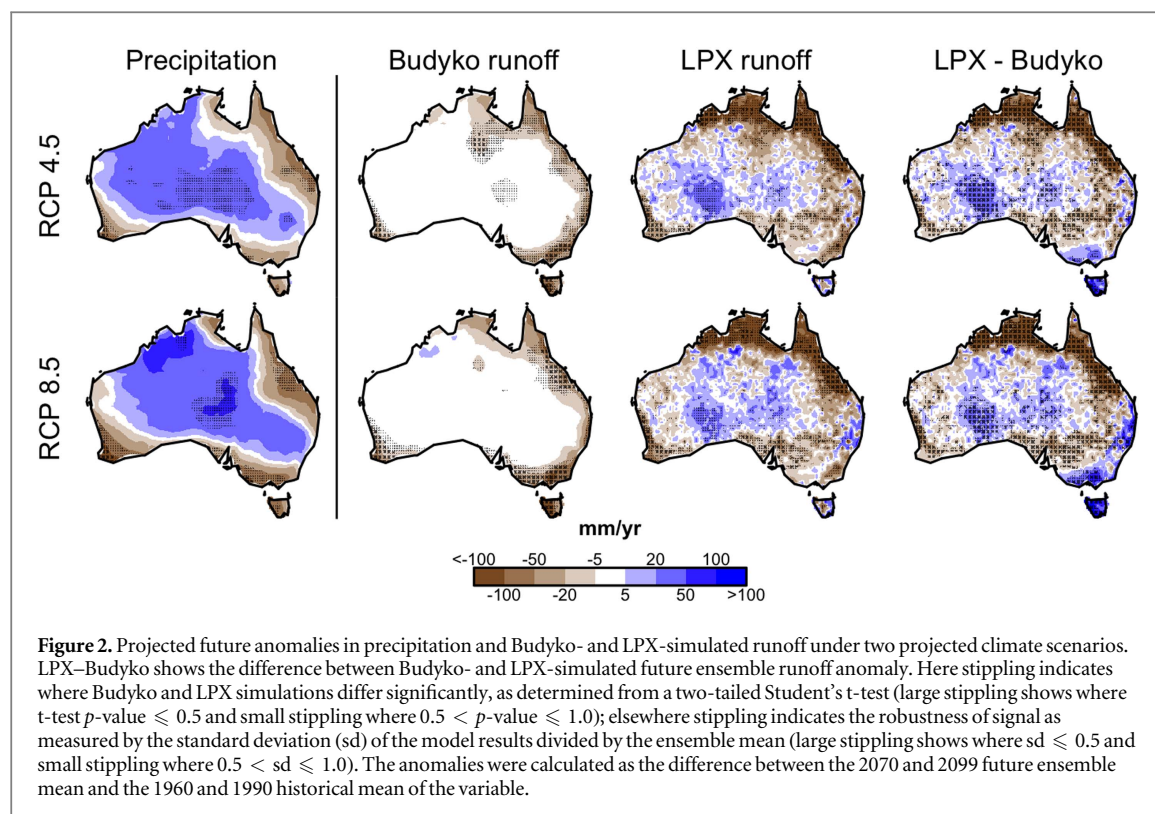 Precipitation Budyko runoff LPX runoff LPX - Budyko
RCP 4.5
RCP 8.5
mm/yr
<-100 -50 -5 20 100
-100 -20 5 50 >100
Figure 2. Projected future anomalies in precipitation and Budyko- and LPX-simulated runoff under two projected climate scenarios.
LPX–Budyko shows the difference between Budyko- and LPX-simulated future ensemble runoff anomaly. Here stippling indicates
where Budyko and LPX simulations differ significantly, as determined from a two-tailed Student's t-test (large stippling shows where
t-test p-value ⩽ 0.5 and small stippling where 0.5 < p-value ⩽ 1.0); elsewhere stippling indicates the robustness of signal as
measured by the standard deviation (sd) of the model results divided by the ensemble mean (large stippling shows where sd ⩽ 0.5 and
small stippling where 0.5 < sd ⩽ 1.0). The anomalies were calculated as the difference between the 2070 and 2099 future ensemble
mean and the 1960 and 1990 historical mean of the variable.